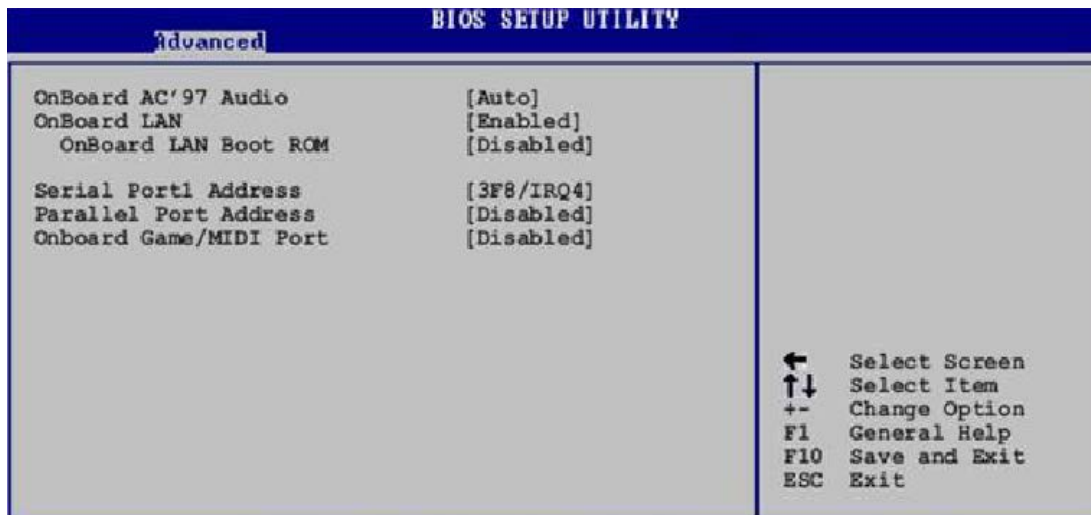 BIOS SETUP UTILITY
Advanced
OnBoard AC'97 Audio [Auto]
OnBoard LAN [Enabled]
OnBoard LAN Boot ROM [Disabled]
Serial Port1 Address [3F8/IRQ4]
Parallel Port Address [Disabled]
Onboard Game/MIDI Port [Disabled]
← Select Screen
↑↓ Select Item
+- Change Option
F1 General Help
F10 Save and Exit
ESC Exit